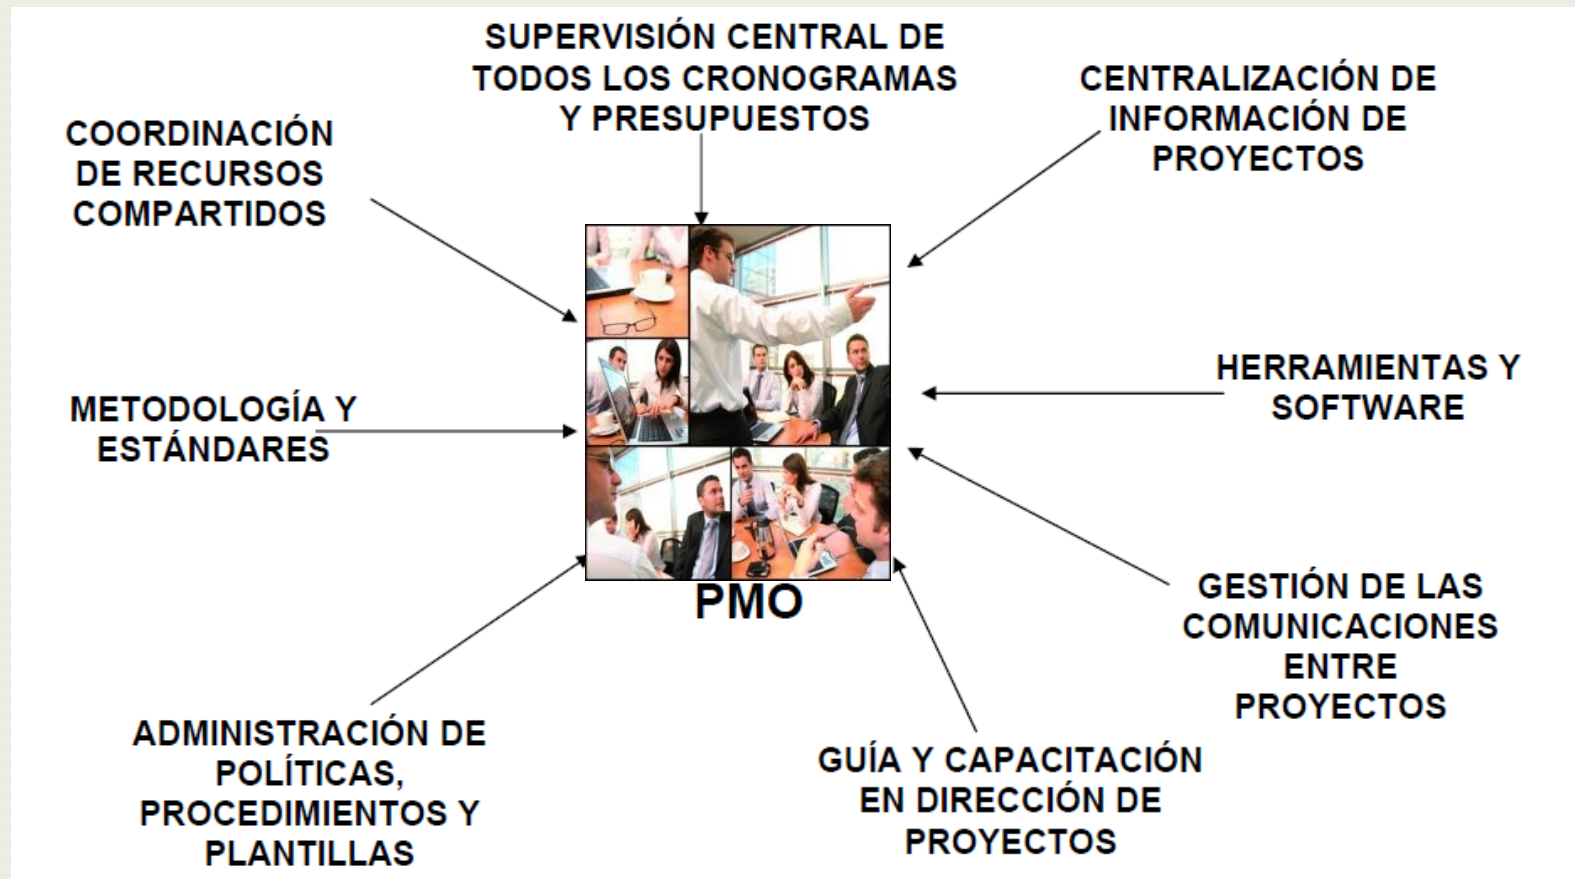 SUPERVISIÓN CENTRAL DE
TODOS LOS CRONOGRAMAS
Y PRESUPUESTOS
CENTRALIZACIÓN DE
INFORMACIÓN DE
PROYECTOS
COORDINACIÓN
DE RECURSOS
COMPARTIDOS
HERRAMIENTAS Y
SOFTWARE
METODOLOGÍA Y
ESTÁNDARES
PMO
GESTIÓN DE LAS
COMUNICACIONES
ENTRE
PROYECTOS
ADMINISTRACIÓN DE
POLÍTICAS,
PROCEDIMIENTOS Y
PLANTILLAS
GUÍA Y CAPACITACIÓN
EN DIRECCIÓN DE
PROYECTOS